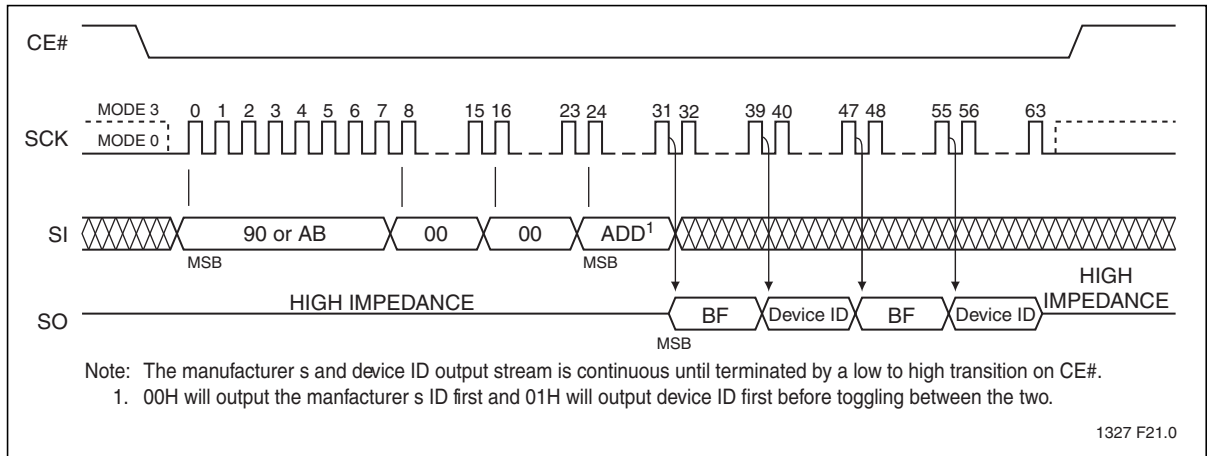 CE#
MODE 3 0 1 2 3 4 5 6 7 8 15 16 23 24 31 32 39 40 47 48 55 56 63
SCK MODE 0
SI 90 or AB 00 00 ADD1
MSB MSB
HIGH IMPEDANCE HIGH IMPEDANCE
SO BF Device ID BF Device ID
MSB
Note: The manufacturer s and device ID output stream is continuous until terminated by a low to high transition on CE#.
1. 00H will output the manfacturer s ID first and 01H will output device ID first before toggling between the two.
1327 F21.0